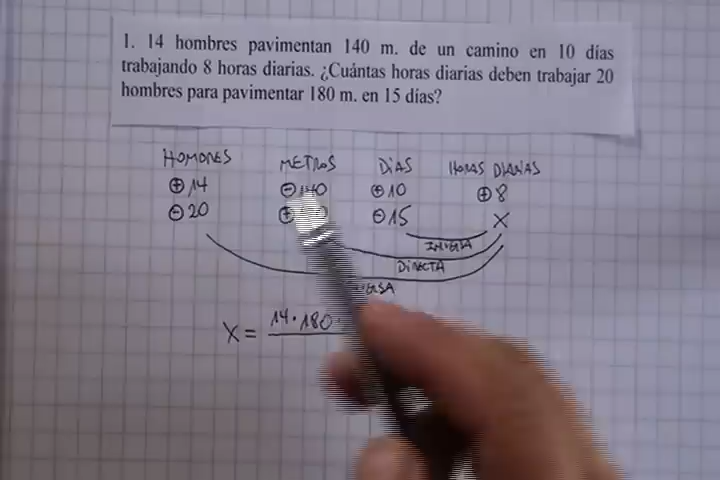 1. 14 hombres pavimentan 140 m. de un camino en 10 días
trabajando 8 horas diarias. ¿Cuántas horas diarias deben trabajar 20
hombres para pavimentar 180 m. en 15 días?
HOMBRES METROS DÍAS HORAS DIARIAS
⊕ 14 ⊖ 140 ⊕ 10 ⊕ 8
⊖ 20 ⊕ ⊖ 15 X
INVERSA
DIRECTA
X = 14 · 180